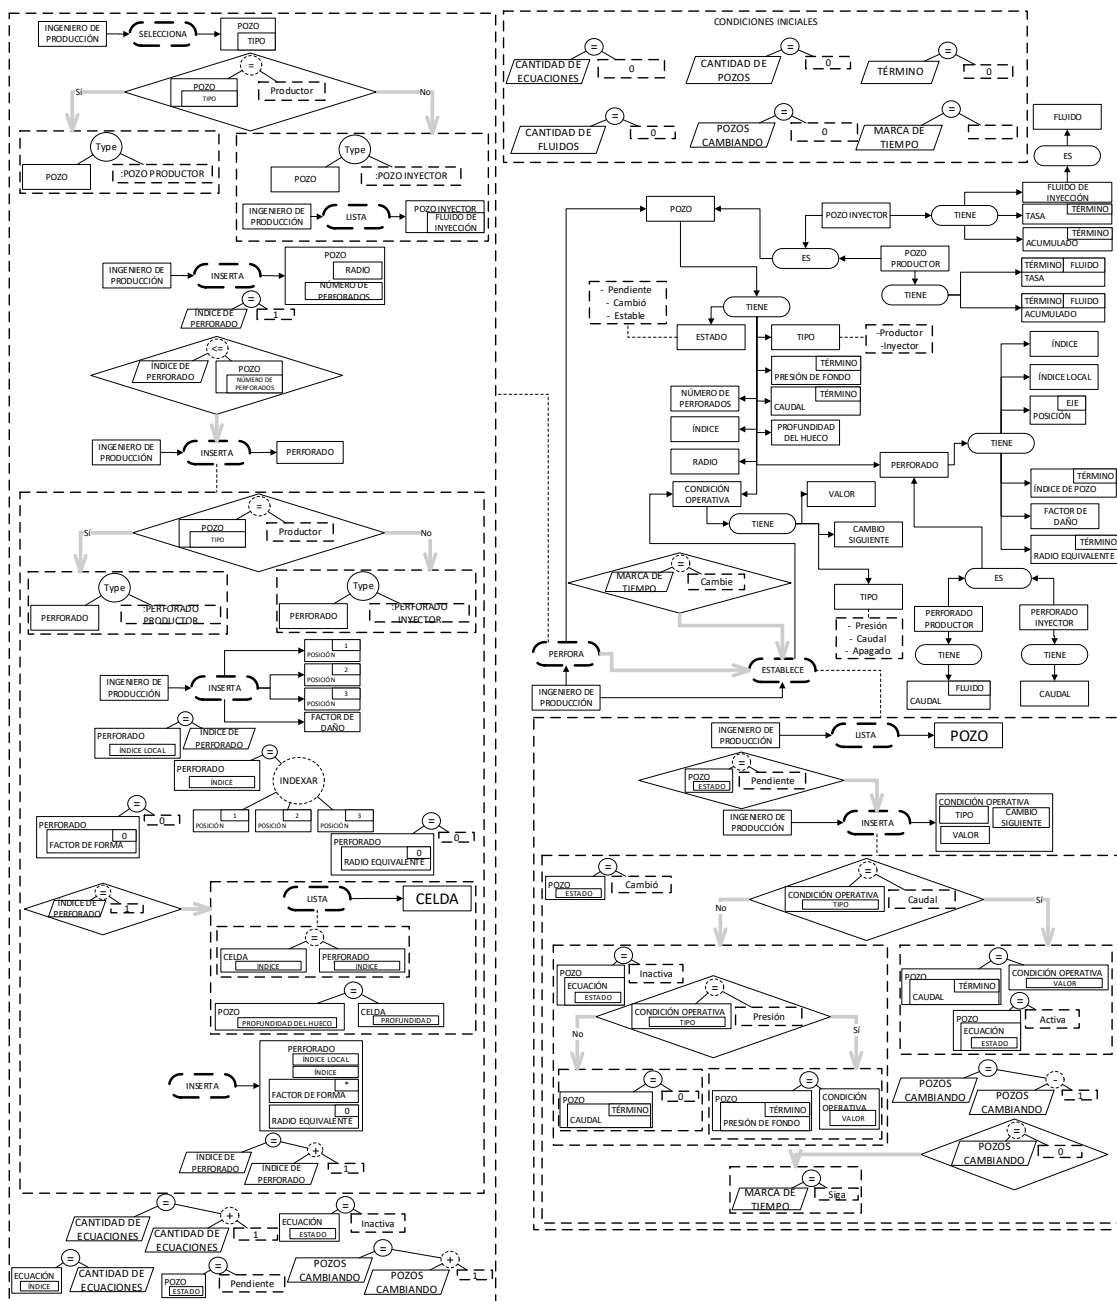 INGENIERO DE
PRODUCCIÓN
SELECCIONA
POZO
TIPO
=
POZO
TIPO
Productor
Sí
No
Type
POZO
:POZO PRODUCTOR
Type
POZO
:POZO INYECTOR
INGENIERO DE
PRODUCCIÓN
LISTA
POZO INYECTOR
FLUIDO DE
INYECCIÓN
INGENIERO DE
PRODUCCIÓN
INSERTA
POZO
RADIO
NÚMERO DE
PERFORADOS
=
ÍNDICE DE
PERFORADO
1
<=
ÍNDICE DE
PERFORADO
POZO
NÚMERO DE
PERFORADOS
INGENIERO DE
PRODUCCIÓN
INSERTA
PERFORADO
=
POZO
TIPO
Productor
Sí
No
Type
PERFORADO
:PERFORADO
PRODUCTOR
Type
PERFORADO
:PERFORADO
INYECTOR
INGENIERO DE
PRODUCCIÓN
INSERTA
1
POSICIÓN
2
POSICIÓN
3
POSICIÓN
FACTOR DE
DAÑO
=
PERFORADO
ÍNDICE LOCAL
ÍNDICE DE
PERFORADO
=
PERFORADO
ÍNDICE
INDEXAR
1
POSICIÓN
2
POSICIÓN
3
POSICIÓN
=
PERFORADO
0
FACTOR DE FORMA
0
=
PERFORADO
0
RADIO EQUIVALENTE
0
=
ÍNDICE DE
PERFORADO
1
LISTA
CELDA
=
CELDA
ÍNDICE
PERFORADO
ÍNDICE
=
POZO
PROFUNDIDAD DEL HUECO
CELDA
PROFUNDIDAD
INSERTA
PERFORADO
ÍNDICE LOCAL
ÍNDICE
*
FACTOR DE FORMA
0
RADIO EQUIVALENTE
=
ÍNDICE DE
PERFORADO
+
ÍNDICE DE
PERFORADO
1
=
CANTIDAD DE
ECUACIONES
+
CANTIDAD DE
ECUACIONES
1
=
ECUACIÓN
ESTADO
Inactiva
=
ECUACIÓN
ÍNDICE
CANTIDAD DE
ECUACIONES
=
POZO
ESTADO
Pendiente
=
POZOS
CAMBIANDO
+
POZOS
CAMBIANDO
1
CONDICIONES INICIALES
=
CANTIDAD DE
ECUACIONES
0
=
CANTIDAD DE
POZOS
0
=
TÉRMINO
0
=
CANTIDAD DE
FLUIDOS
0
=
POZOS
CAMBIANDO
0
=
MARCA DE
TIEMPO
FLUIDO
ES
POZO
POZO INYECTOR
TIENE
FLUIDO DE
INYECCIÓN
TÉRMINO
TASA
TÉRMINO
ACUMULADO
ES
POZO
PRODUCTOR
TIENE
TÉRMINO FLUIDO
TASA
TÉRMINO FLUIDO
ACUMULADO
- Pendiente
- Cambió
- Estable
TIENE
ESTADO
TIPO
-Productor
-Inyector
TÉRMINO
PRESIÓN DE FONDO
NÚMERO DE
PERFORADOS
TÉRMINO
CAUDAL
ÍNDICE
PROFUNDIDAD
DEL HUECO
RADIO
PERFORADO
TIENE
ÍNDICE
ÍNDICE LOCAL
EJE
POSICIÓN
TÉRMINO
ÍNDICE DE POZO
FACTOR DE
DAÑO
TÉRMINO
RADIO EQUIVALENTE
CONDICIÓN
OPERATIVA
TIENE
VALOR
CAMBIO
SIGUIENTE
TIPO
- Presión
- Caudal
- Apagado
=
MARCA DE
TIEMPO
Cambie
ES
PERFORADO
PRODUCTOR
TIENE
FLUIDO
CAUDAL
PERFORADO
INYECTOR
TIENE
CAUDAL
PERFORA
ESTABLECE
INGENIERO DE
PRODUCCIÓN
INGENIERO DE
PRODUCCIÓN
LISTA
POZO
=
POZO
ESTADO
Pendiente
INGENIERO DE
PRODUCCIÓN
INSERTA
CONDICIÓN OPERATIVA
TIPO
CAMBIO
SIGUIENTE
VALOR
=
POZO
ESTADO
Cambió
=
CONDICIÓN OPERATIVA
TIPO
Caudal
No
Sí
=
POZO
ECUACIÓN
ESTADO
Inactiva
=
CONDICIÓN OPERATIVA
TIPO
Presión
No
Sí
=
POZO
TÉRMINO
CAUDAL
CONDICIÓN OPERATIVA
VALOR
=
POZO
ECUACIÓN
ESTADO
Activa
=
POZO
TÉRMINO
CAUDAL
0
=
POZO
TÉRMINO
PRESIÓN DE FONDO
CONDICIÓN
OPERATIVA
VALOR
=
POZOS
CAMBIANDO
-
POZOS
CAMBIANDO
1
=
POZOS
CAMBIANDO
0
=
MARCA DE
TIEMPO
Siga